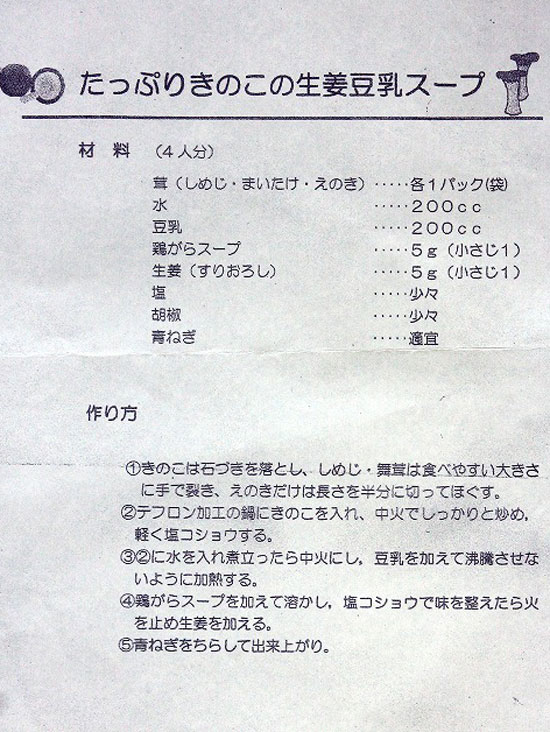 たっぷりきのこの生姜豆乳スープ
材　料　（4人分）
茸（しめじ・まいたけ・えのき）・・・・・各1パック(袋)
水　・・・・・200cc
豆乳　・・・・・200cc
鶏がらスープ　・・・・・5g（小さじ1）
生姜（すりおろし）　・・・・・5g（小さじ1）
塩　・・・・・少々
胡椒　・・・・・少々
青ねぎ　・・・・・適宜
作り方
①きのこは石づきを落とし、しめじ・舞茸は食べやすい大きさ
に手で裂き、えのきだけは長さを半分に切ってほぐす。
②テフロン加工の鍋にきのこを入れ、中火でしっかりと炒め，
軽く塩コショウする。
③②に水を入れ煮立ったら中火にし，豆乳を加えて沸騰させな
いように加熱する。
④鶏がらスープを加えて溶かし，塩コショウで味を整えたら火
を止め生姜を加える。
⑤青ねぎをちらして出来上がり。